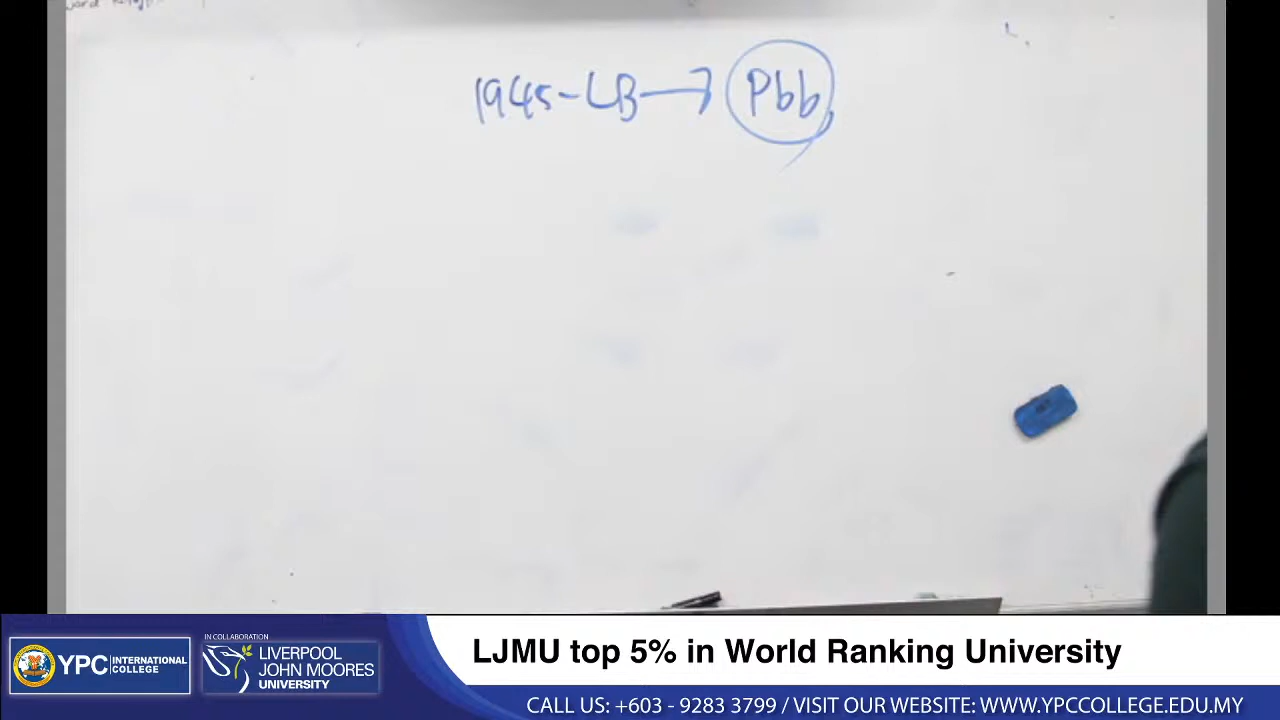 1945 - LB → Pbb
YPC INTERNATIONAL COLLEGE
IN COLLABORATION
LIVERPOOL
JOHN MOORES
UNIVERSITY
LJMU top 5% in World Ranking University
CALL US: +603 - 9283 3799 / VISIT OUR WEBSITE: WWW.YPCCOLLEGE.EDU.MY